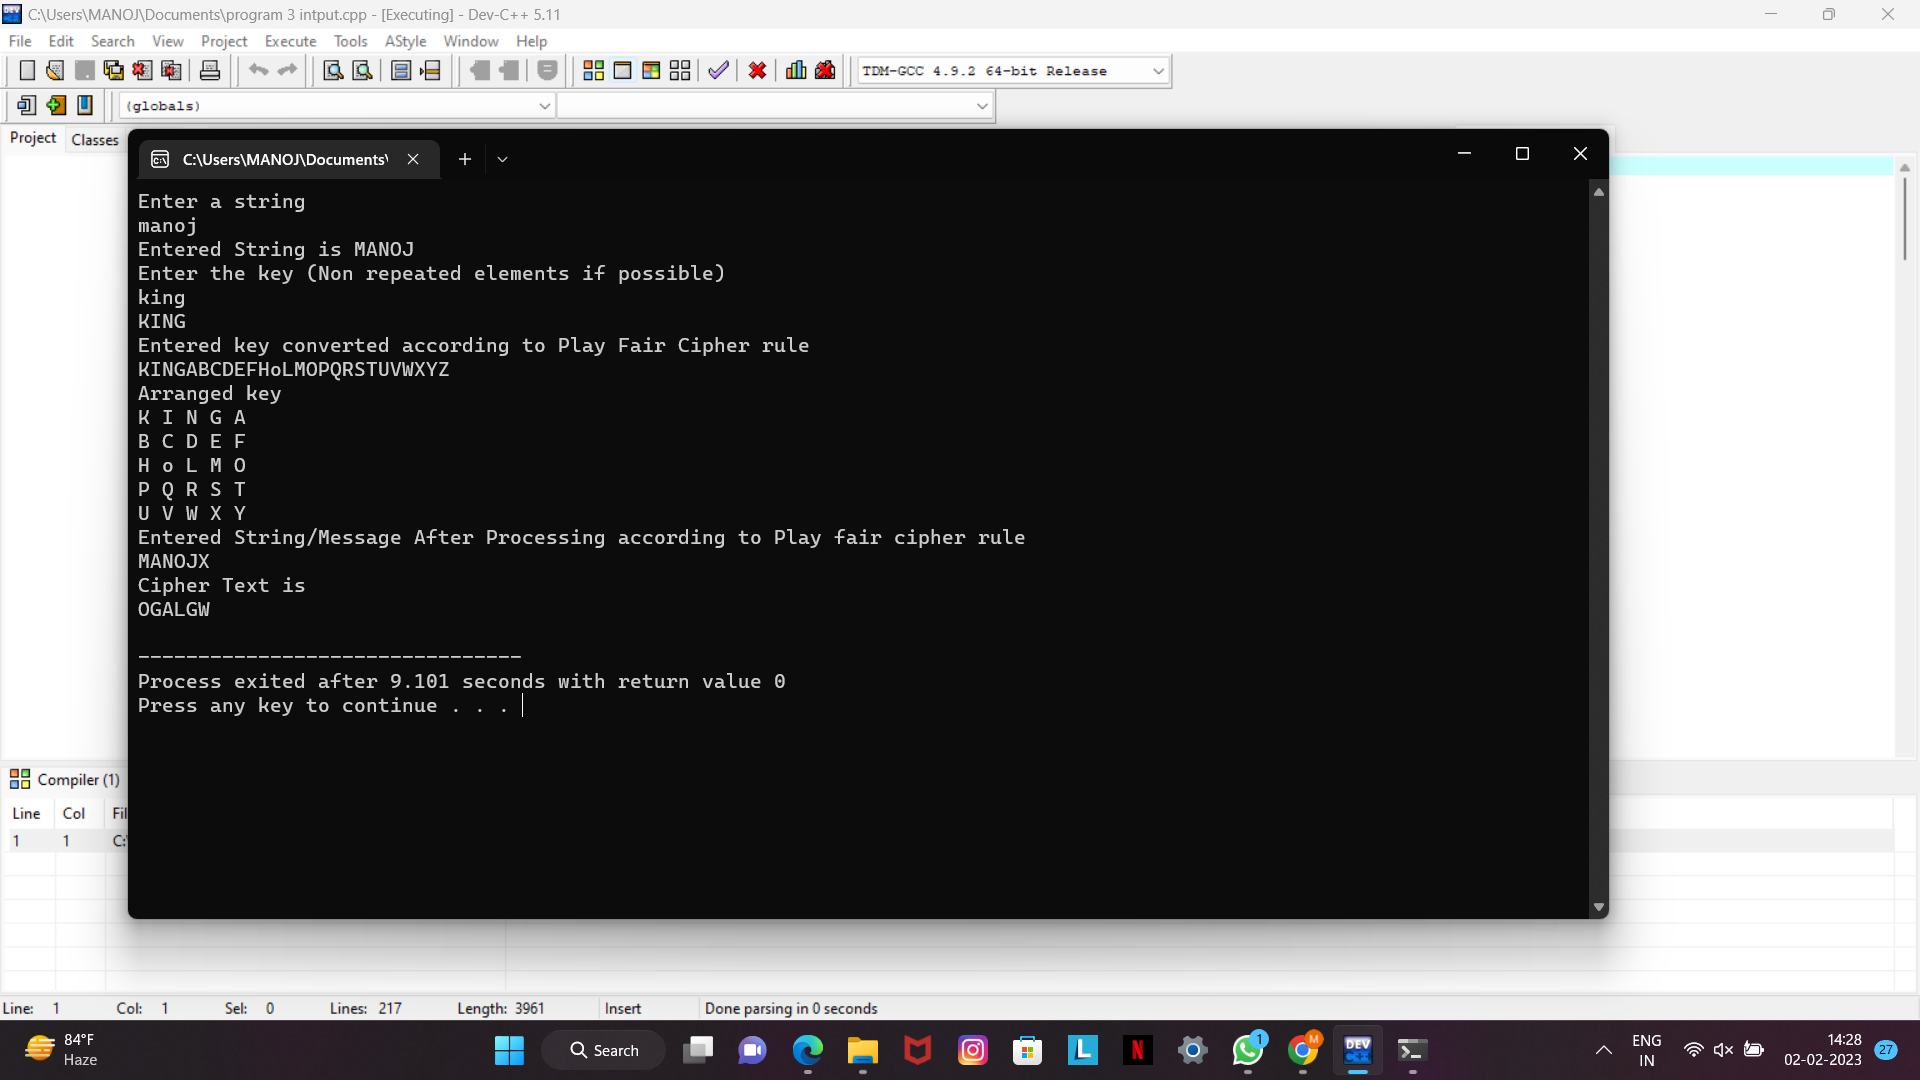 C:\Users\MANOJ\Documents\program 3 intput.cpp - [Executing] - Dev-C++ 5.11
File Edit Search View Project Execute Tools AStyle Window Help
TDM-GCC 4.9.2 64-bit Release
(globals)
Project Classes
C:\Users\MANOJ\Documents\
Enter a string
manoj
Entered String is MANOJ
Enter the key (Non repeated elements if possible)
king
KING
Entered key converted according to Play Fair Cipher rule
KINGABCDEFHoLMOPQRSTUVWXYZ
Arranged key
K I N G A
B C D E F
H o L M O
P Q R S T
U V W X Y
Entered String/Message After Processing according to Play fair cipher rule
MANOJX
Cipher Text is
OGALGW
--------------------------------
Process exited after 9.101 seconds with return value 0
Press any key to continue . . .
Compiler (1)
Line Col Fil
1 1 C:\
Line: 1 Col: 1 Sel: 0 Lines: 217 Length: 3961 Insert Done parsing in 0 seconds
84°F
Haze
Search
L
N
1
M
DEV
ENG
IN
14:28
02-02-2023
27